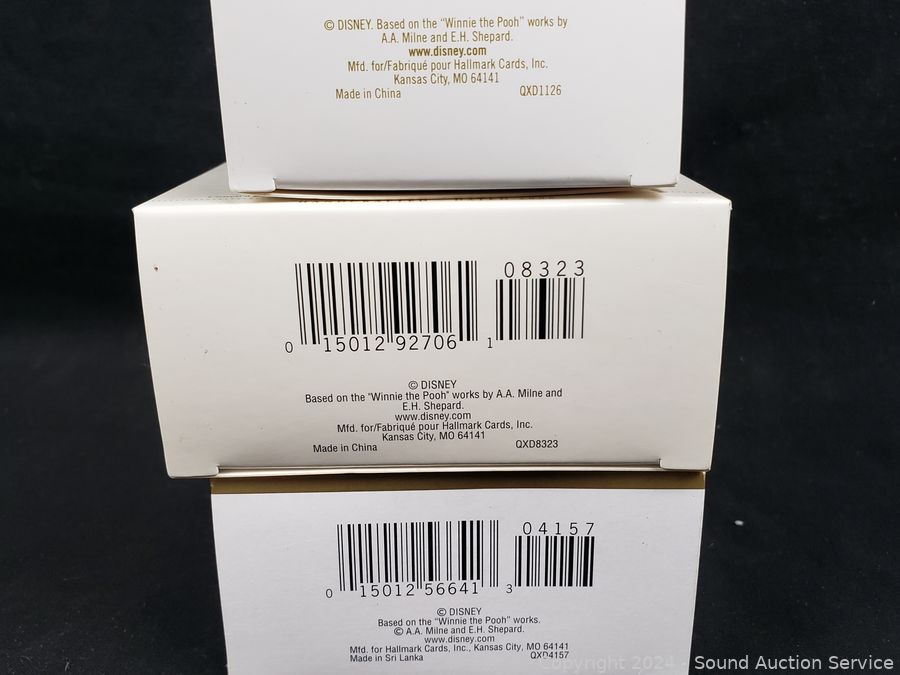 © DISNEY. Based on the “Winnie the Pooh” works by
A.A. Milne and E.H. Shepard.
www.disney.com
Mfd. for/Fabriqué pour Hallmark Cards, Inc.
Kansas City, MO 64141
Made in China QXD1126
08323
0 15012 92706 1
© DISNEY
Based on the "Winnie the Pooh" works by A.A. Milne and
E.H. Shepard.
www.disney.com
Mfd. for/Fabriqué pour Hallmark Cards, Inc.
Kansas City, MO 64141
Made in China QXD8323
04157
0 15012 56641 3
© DISNEY
Based on the "Winnie the Pooh" works.
© A.A. Milne and E.H. Shepard.
www.disney.com
Mfd. for Hallmark Cards, Inc., Kansas City, MO 64141
Made in Sri Lanka QXD4157
Copyright 2024 - Sound Auction Service